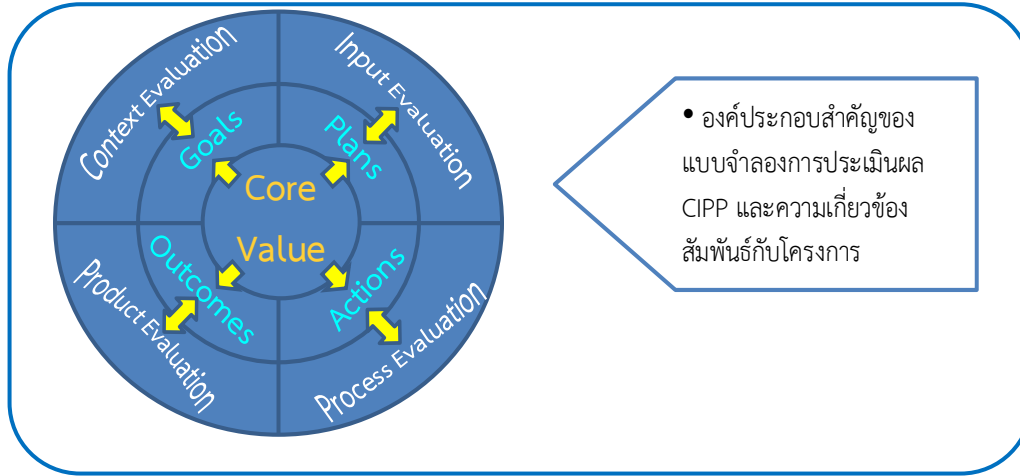 Context Evaluation
Input Evaluation
Goals
Plans
Core
Value
Outcomes
Actions
Product Evaluation
Process Evaluation
• องค์ประกอบสำคัญของ
แบบจำลองการประเมินผล
CIPP และความเกี่ยวข้อง
สัมพันธ์กับโครงการ